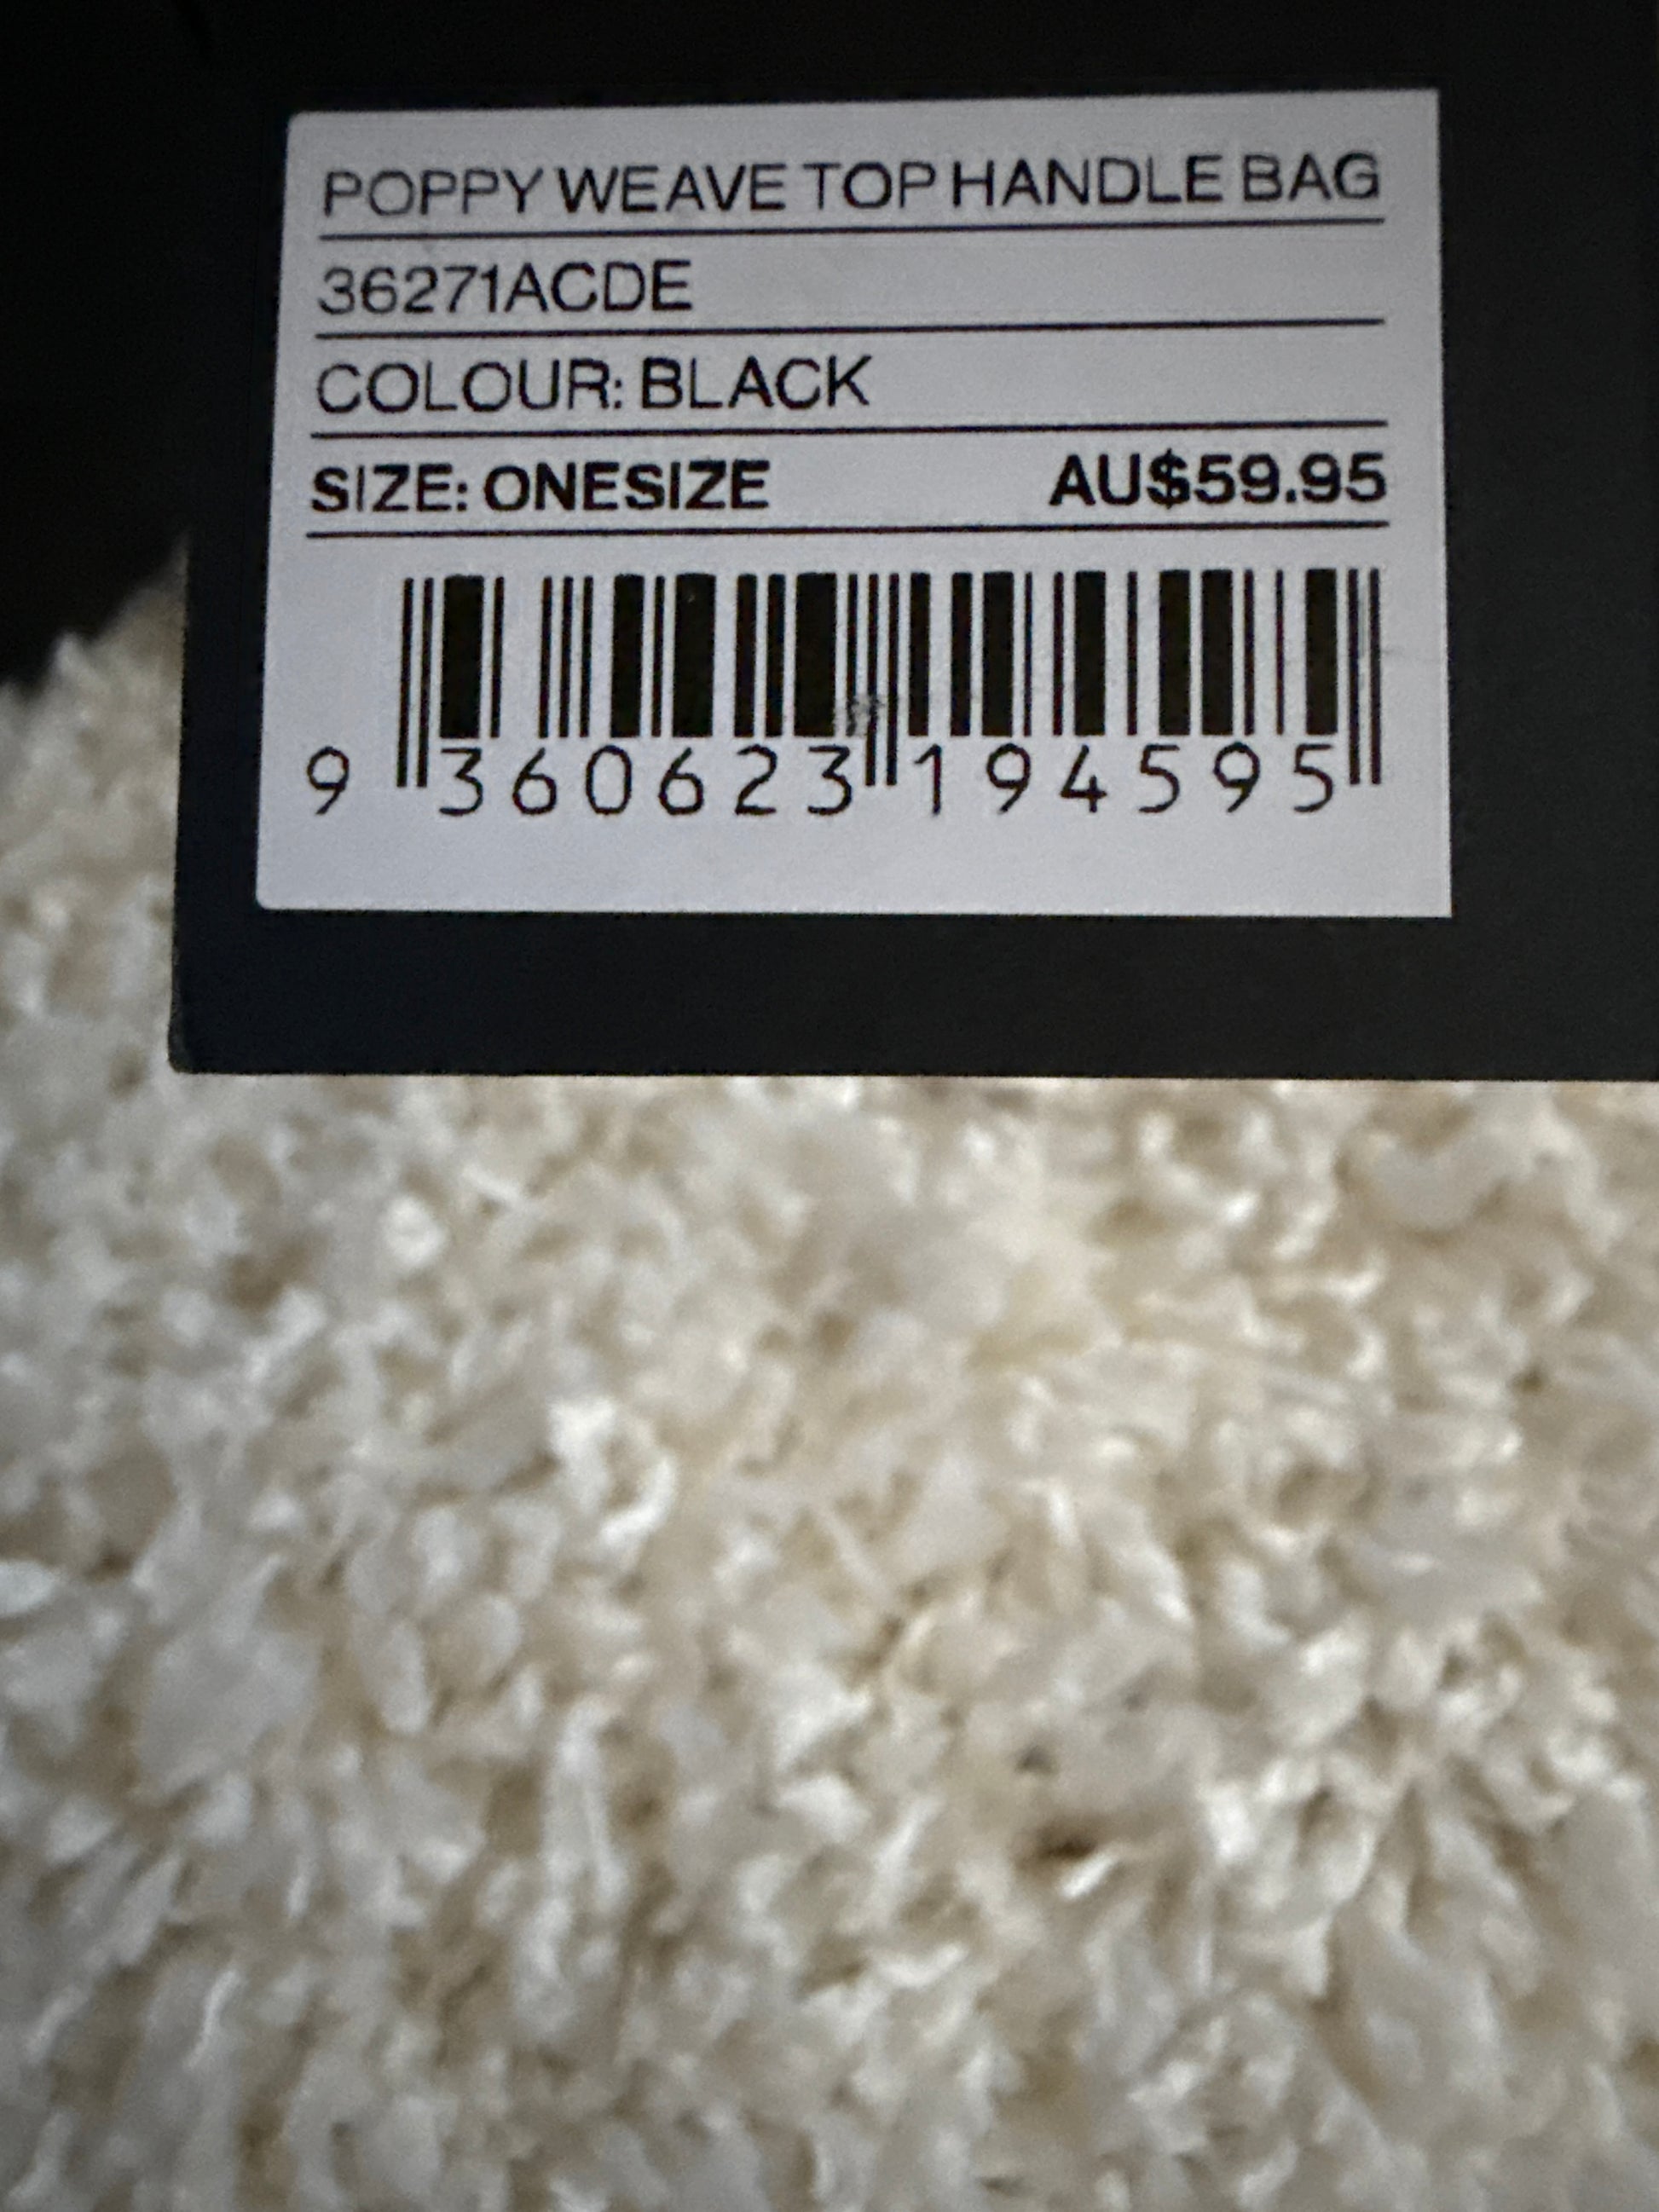 POPPY WEAVE TOP HANDLE BAG
36271ACDE
COLOUR: BLACK
SIZE: ONESIZE AU$59.95
9 360623 194595